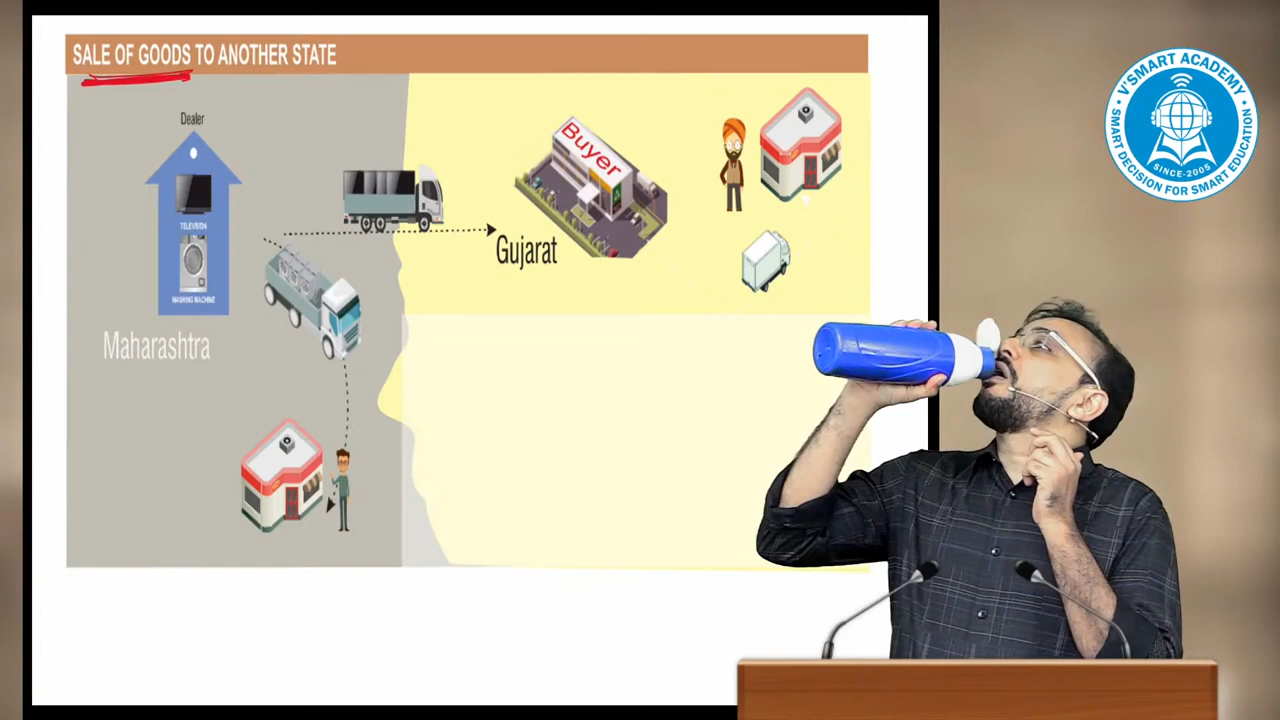 SALE OF GOODS TO ANOTHER STATE
Dealer
TELEVISION
WASHING MACHINE
Maharashtra
Buyer
Gujarat
V'SMART ACADEMY
SINCE-2005
SMART DECISION FOR SMART EDUCATION